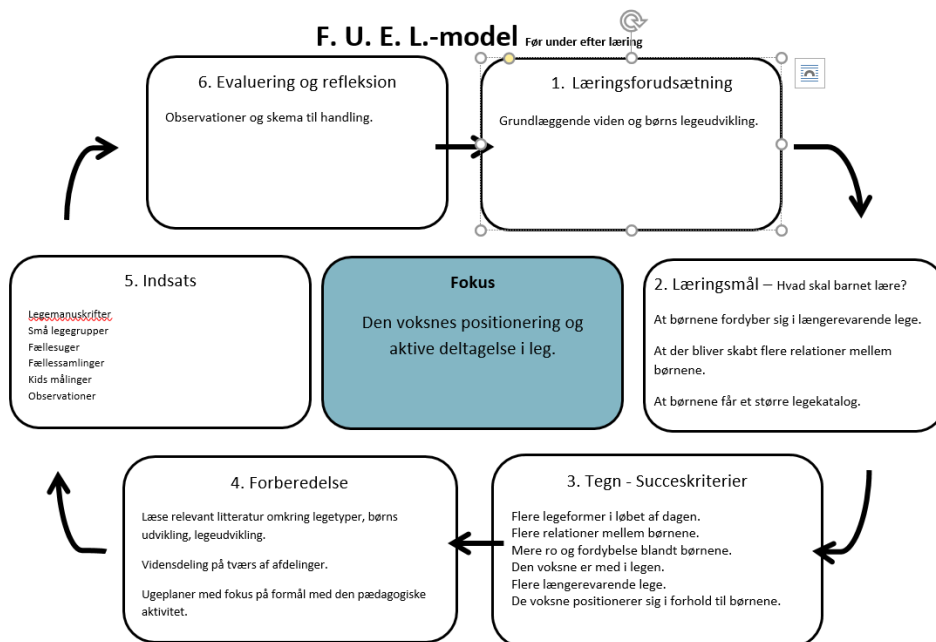 F. U. E. L.-model Før under efter læring
6. Evaluering og refleksion
Observationer og skema til handling.
1. Læringsforudsætning
Grundlæggende viden og børns legeudvikling.
5. Indsats
Legemanuskrifter
Små legegrupper
Fællesuger
Fællessamlinger
Kids målinger
Observationer
Fokus
Den voksnes positionering og
aktive deltagelse i leg.
2. Læringsmål – Hvad skal barnet lære?
At børnene fordyber sig i længerevarende lege.
At der bliver skabt flere relationer mellem
børnene.
At børnene får et større legekatalog.
4. Forberedelse
Læse relevant litteratur omkring legetyper, børns
udvikling, legeudvikling.
Vidensdeling på tværs af afdelinger.
Ugeplaner med fokus på formål med den pædagogiske
aktivitet.
3. Tegn - Succeskriterier
Flere legeformer i løbet af dagen.
Flere relationer mellem børnene.
Mere ro og fordybelse blandt børnene.
Den voksne er med i legen.
Flere længerevarende lege.
De voksne positionerer sig i forhold til børnene.